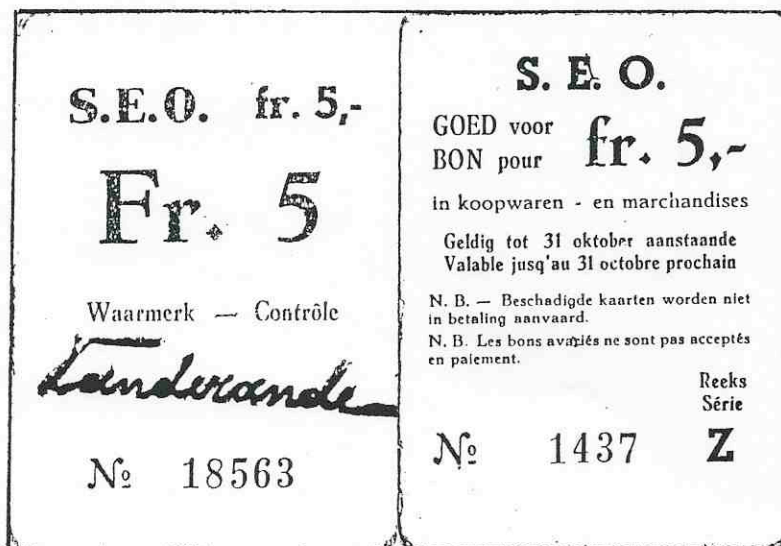 S.E.O. fr. 5,-
Fr. 5
Waarmerk — Contrôle
Nº 18563
S. E. O.
GOED voor
BON pour fr. 5,-
in koopwaren - en marchandises
Geldig tot 31 oktober aanstaande
Valable jusq'au 31 octobre prochain
N. B. — Beschadigde kaarten worden niet
in betaling aanvaard.
N. B. Les bons avariés ne sont pas acceptés
en paiement.
Reeks
Série
Nº 1437 Z